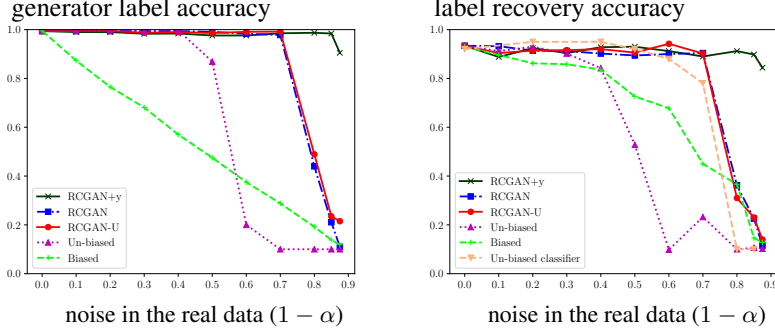 generator label accuracy
1.0
0.8
0.6
0.4
0.2
0.0
RCGAN+y
RCGAN
RCGAN-U
Un-biased
Biased
0.0 0.1 0.2 0.3 0.4 0.5 0.6 0.7 0.8 0.9
noise in the real data (1 − α)
label recovery accuracy
1.0
0.8
0.6
0.4
0.2
0.0
RCGAN+y
RCGAN
RCGAN-U
Un-biased
Biased
Un-biased classifier
0.0 0.1 0.2 0.3 0.4 0.5 0.6 0.7 0.8 0.9
noise in the real data (1 − α)